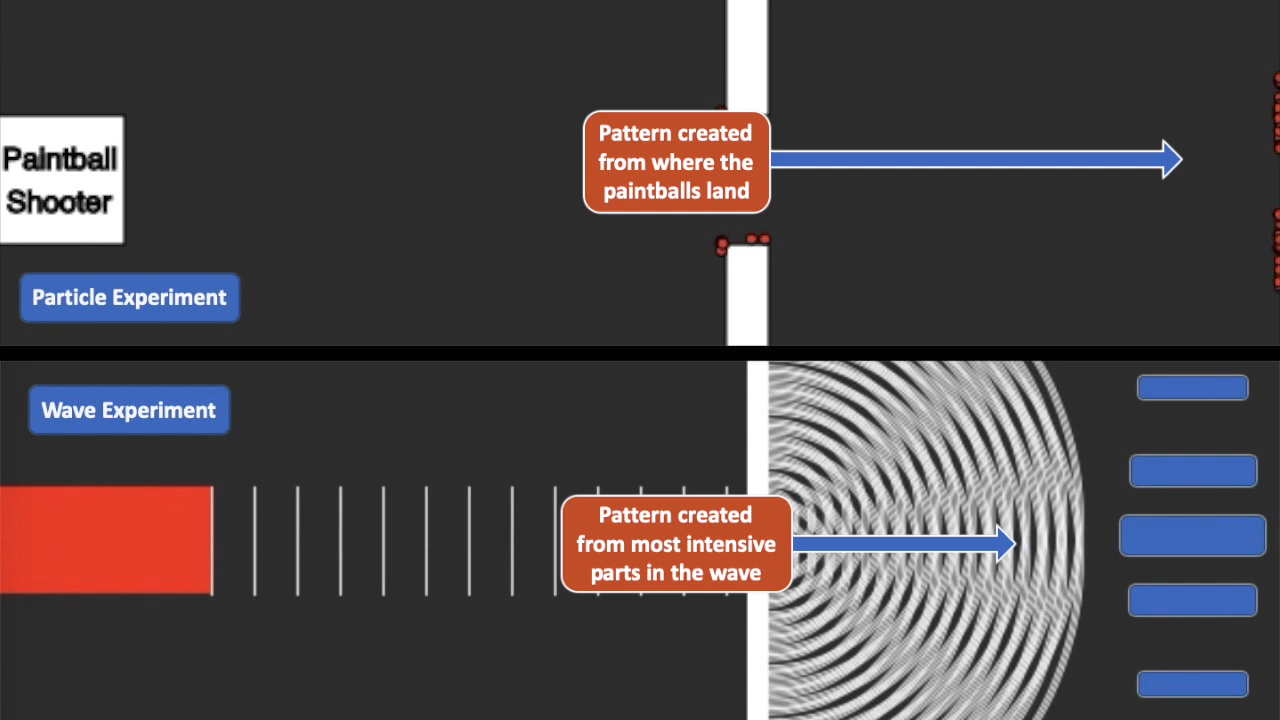 Pattern created
from where the
paintballs land
Paintball
Shooter
Particle Experiment
Wave Experiment
Pattern created
from most intensive
parts in the wave